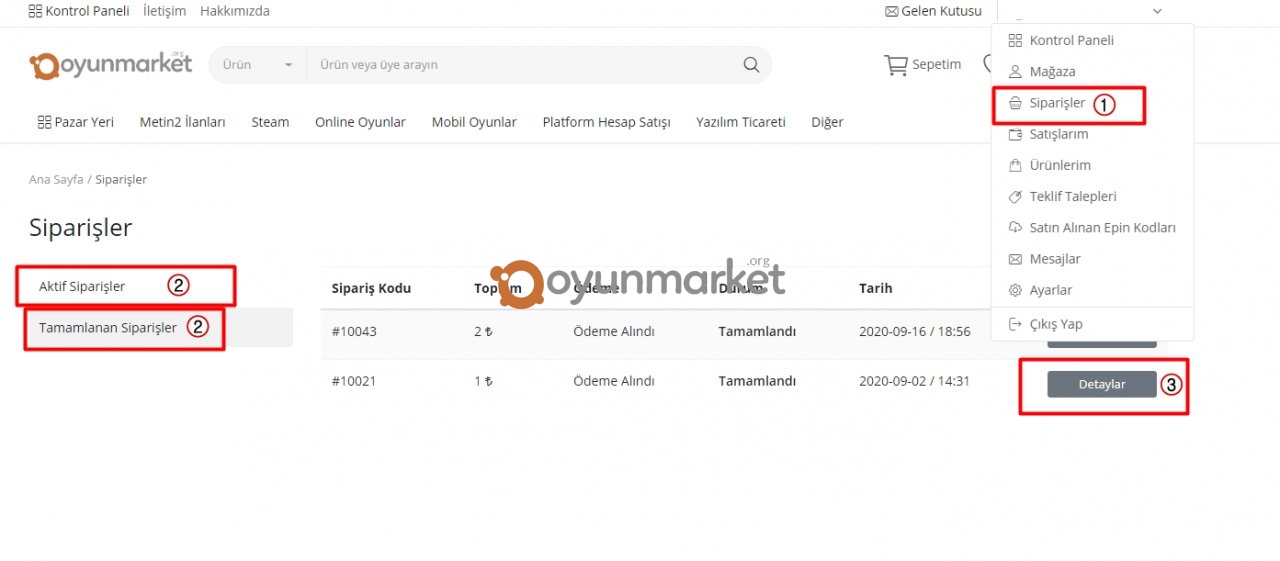 Kontrol Paneli İletişim Hakkımızda Gelen Kutusu
oyunmarket.org Ürün Ürün veya üye arayın Sepetim
Kontrol Paneli
Mağaza
Siparişler 1
Satışlarım
Ürünlerim
Teklif Talepleri
Satın Alınan Epin Kodları
Mesajlar
Ayarlar
Çıkış Yap
Pazar Yeri Metin2 İlanları Steam Online Oyunlar Mobil Oyunlar Platform Hesap Satışı Yazılım Ticareti Diğer
Ana Sayfa / Siparişler
Siparişler
Aktif Siparişler 2
Tamamlanan Siparişler 2
oyunmarket.org
Sipariş Kodu Toplam Ödeme Durum Tarih
#10043 2 ₺ Ödeme Alındı Tamamlandı 2020-09-16 / 18:56
#10021 1 ₺ Ödeme Alındı Tamamlandı 2020-09-02 / 14:31 Detaylar 3